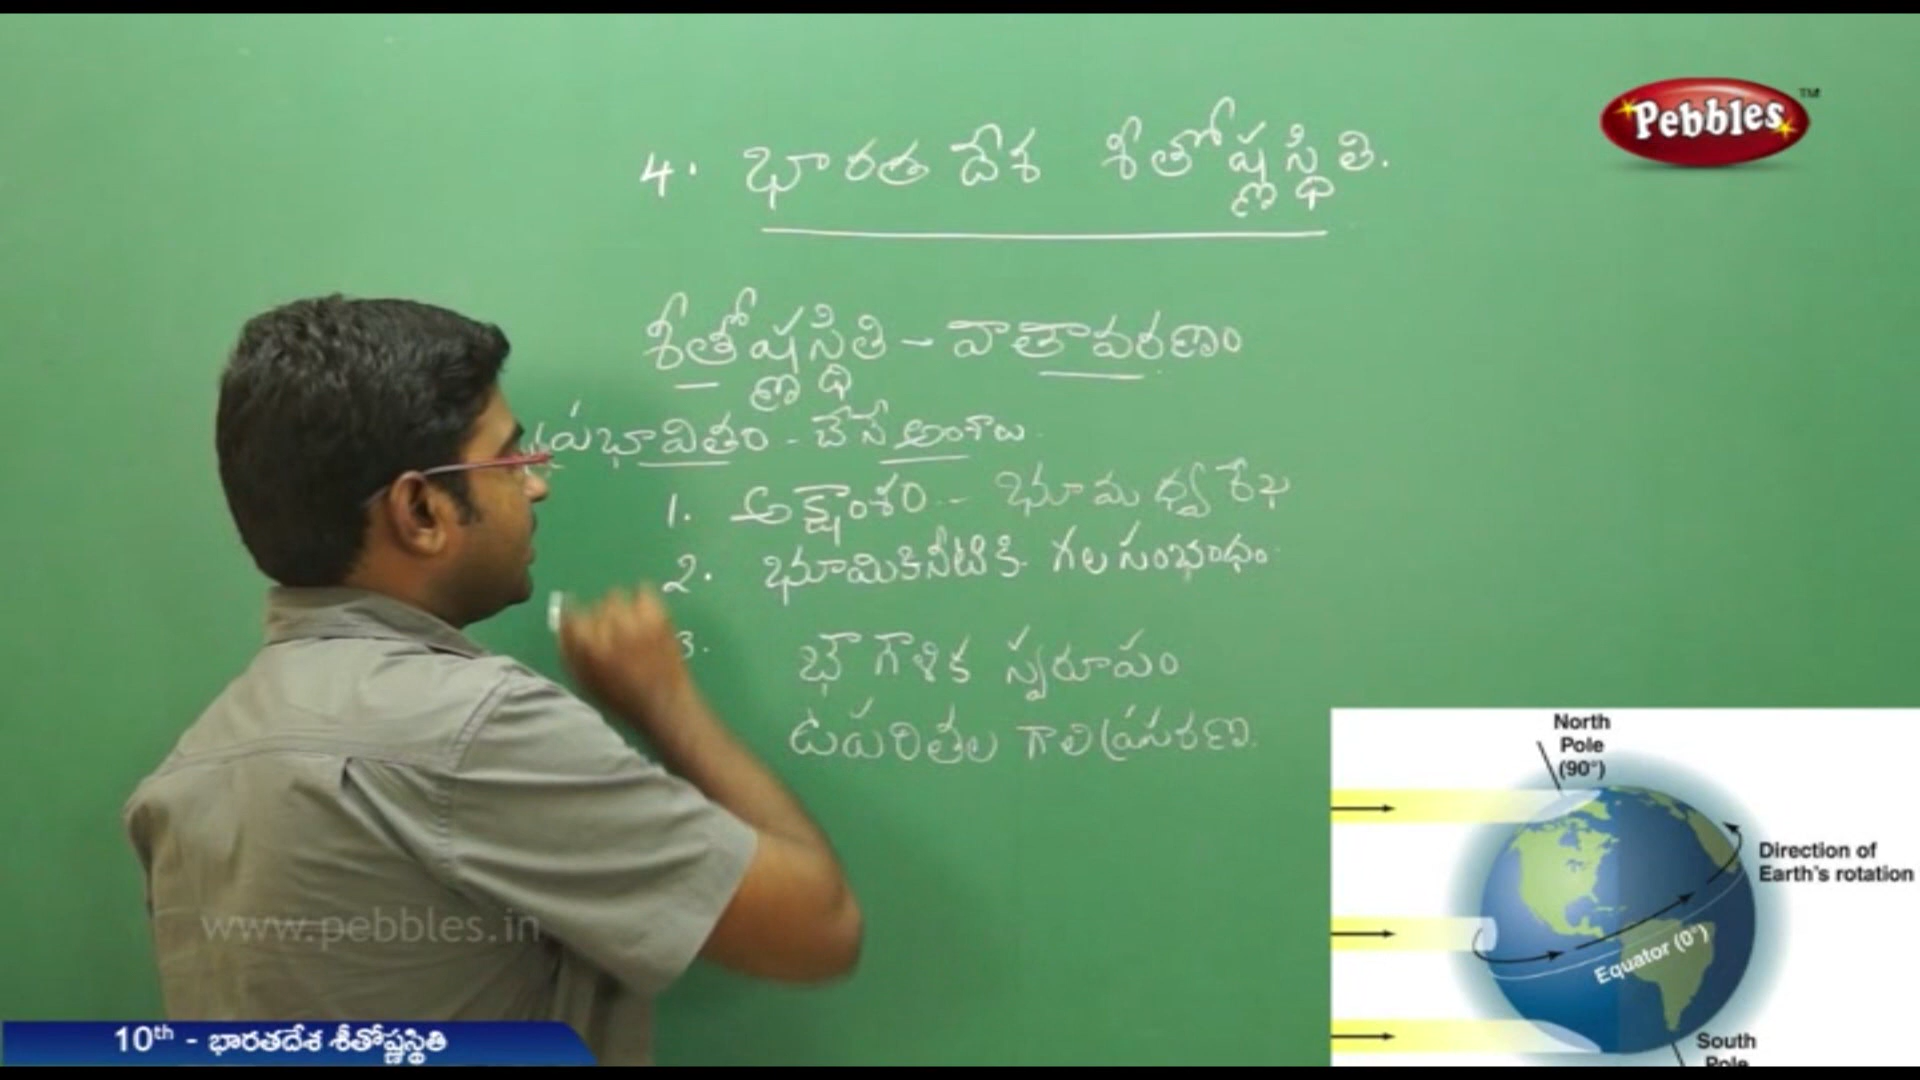 Pebbles™
4. భారత దేశ శీతోష్ణస్థితి.
శీతోష్ణస్థితి - వాతావరణం
ప్రభావితం - చేసే అంశాలు.
1. అక్షాంశం - భూమధ్య రేఖ
2. భూమికినీటికి గల సంబంధం.
3. భౌగోళిక స్వరూపం
ఉపరితల గాలి ప్రసరణ.
North
Pole
(90°)
Direction of
Earth's rotation
Equator (0°)
South
Pole
www.pebbles.in
10th - భారతదేశ శీతోష్ణస్థితి